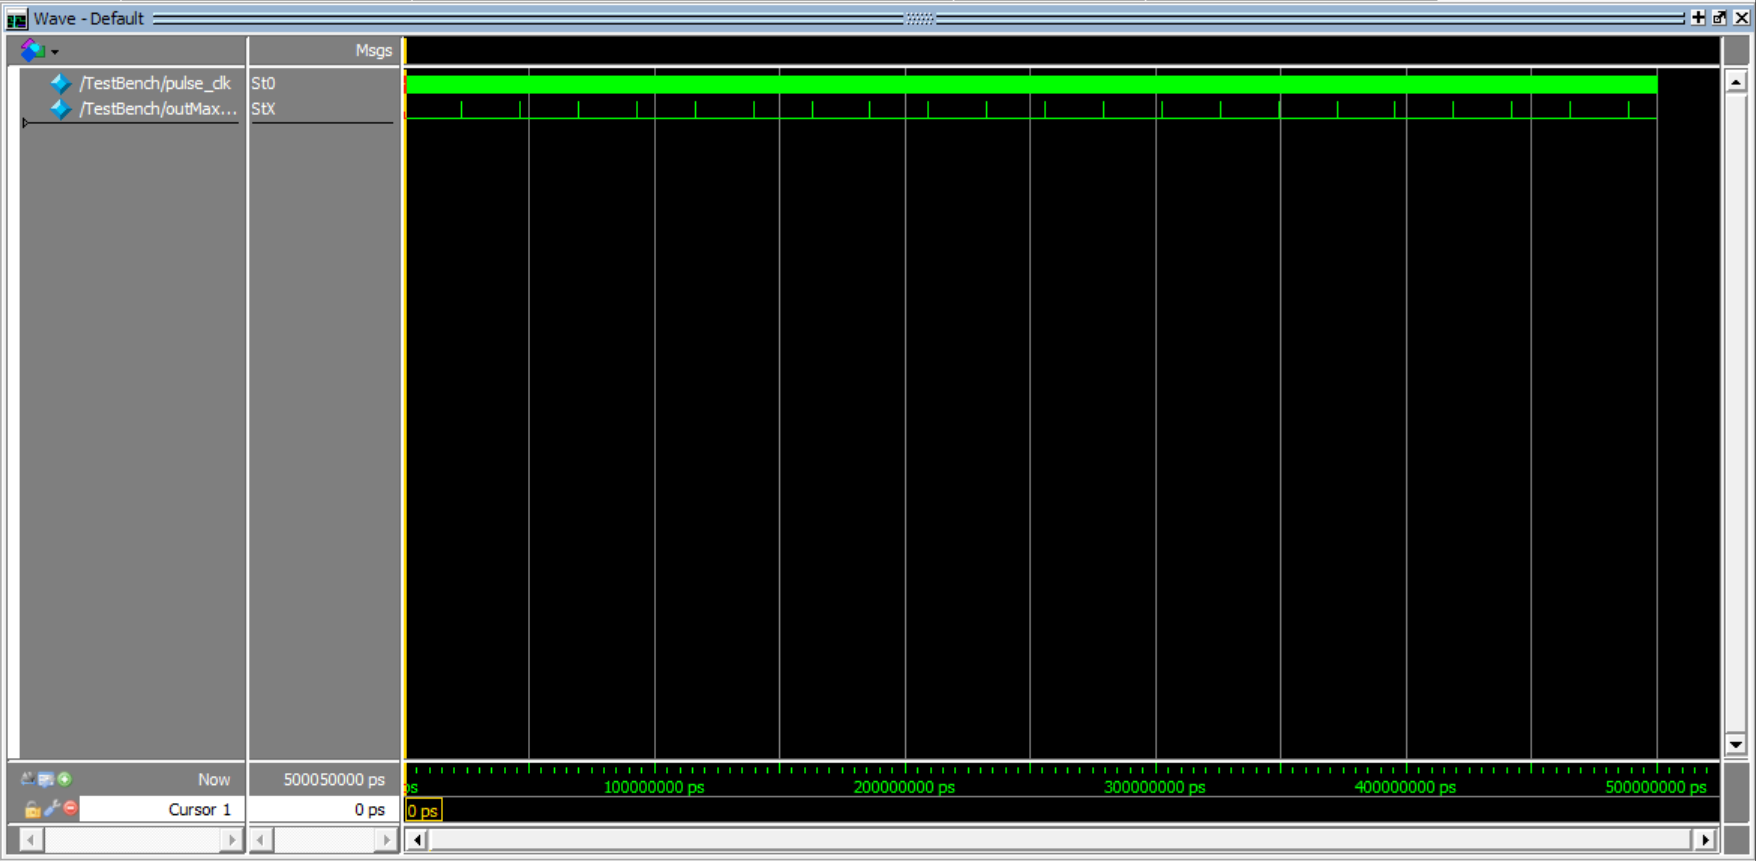 Wave - Default
Msgs
/TestBench/pulse_clk St0
/TestBench/outMax... StX
Now 500050000 ps
ps 100000000 ps 200000000 ps 300000000 ps 400000000 ps 500000000 ps
Cursor 1 0 ps 0 ps